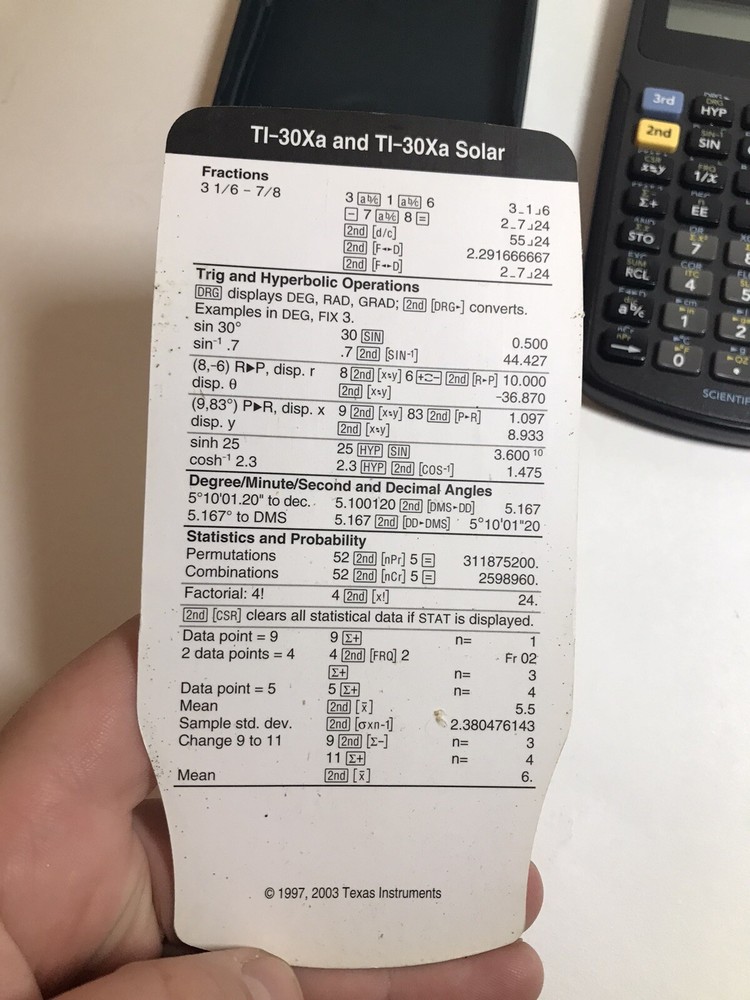 TI-30Xa and TI-30Xa Solar
Fractions
3 1/6 - 7/8 3 a b/c 1 a b/c 6 3_1⌟6
− 7 a b/c 8 = 2_7⌟24
2nd [d/c] 55⌟24
2nd [F◄►D] 2.291666667
2nd [F◄►D] 2_7⌟24
Trig and Hyperbolic Operations
DRG displays DEG, RAD, GRAD; 2nd [DRG►] converts.
Examples in DEG, FIX 3.
sin 30° 30 SIN 0.500
sin⁻¹ .7 .7 2nd [SIN⁻¹] 44.427
(8,-6) R►P, disp. r 8 2nd [x⇆y] 6 +⇆− 2nd [R►P] 10.000
disp. θ 2nd [x⇆y] -36.870
(9,83°) P►R, disp. x 9 2nd [x⇆y] 83 2nd [P►R] 1.097
disp. y 2nd [x⇆y] 8.933
sinh 25 25 HYP SIN 3.600 ¹⁰
cosh⁻¹ 2.3 2.3 HYP 2nd [COS⁻¹] 1.475
Degree/Minute/Second and Decimal Angles
5°10'01.20" to dec. 5.100120 2nd [DMS►DD] 5.167
5.167° to DMS 5.167 2nd [DD►DMS] 5°10'01"20
Statistics and Probability
Permutations 52 2nd [nPr] 5 = 311875200.
Combinations 52 2nd [nCr] 5 = 2598960.
Factorial: 4! 4 2nd [x!] 24.
2nd [CSR] clears all statistical data if STAT is displayed.
Data point = 9 9 Σ+ n= 1
2 data points = 4 4 2nd [FRQ] 2 Fr 02
Σ+ n= 3
Data point = 5 5 Σ+ n= 4
Mean 2nd [x̄] 5.5
Sample std. dev. 2nd [σxn-1] 2.380476143
Change 9 to 11 9 2nd [Σ−] n= 3
11 Σ+ n= 4
Mean 2nd [x̄] 6.
© 1997, 2003 Texas Instruments
3rd
DRG
HYP
2nd
SIN-1
SIN
CSR
x⇆y
FRQ
1/x
Σ+
EE
STO
7
RCL
4
a b/c
1
0
SCIENTIF